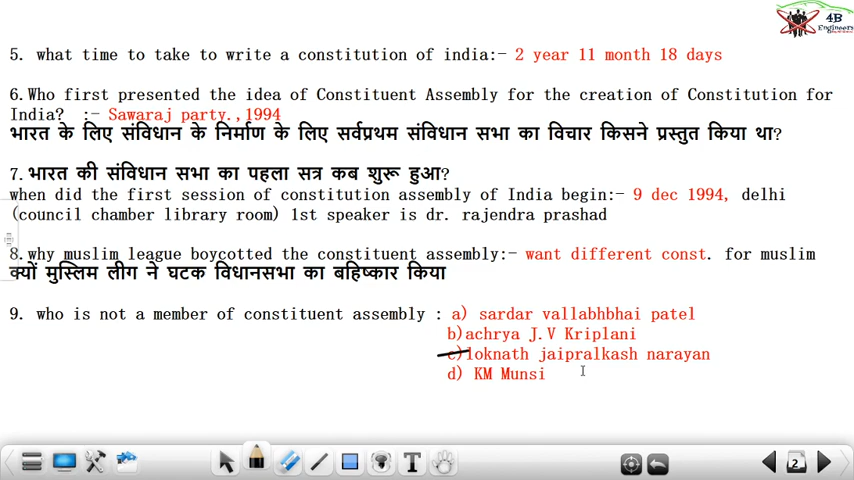 4B
Engineers
5. what time to take to write a constitution of india:- 2 year 11 month 18 days
6.Who first presented the idea of Constituent Assembly for the creation of Constitution for
India? :- Sawaraj party.,1994
भारत के लिए संविधान के निर्माण के लिए सर्वप्रथम संविधान सभा का विचार किसने प्रस्तुत किया था?
7. भारत की संविधान सभा का पहला सत्र कब शुरू हुआ?
when did the first session of constitution assembly of India begin:- 9 dec 1994, delhi
(council chamber library room) 1st speaker is dr. rajendra prashad
8.why muslim league boycotted the constituent assembly:- want different const. for muslim
क्यों मुस्लिम लीग ने घटक विधानसभा का बहिष्कार किया
9. who is not a member of constituent assembly : a) sardar vallabhbhai patel
b)achrya J.V Kriplani
c)loknath jaipralkash narayan
d) KM Munsi
2